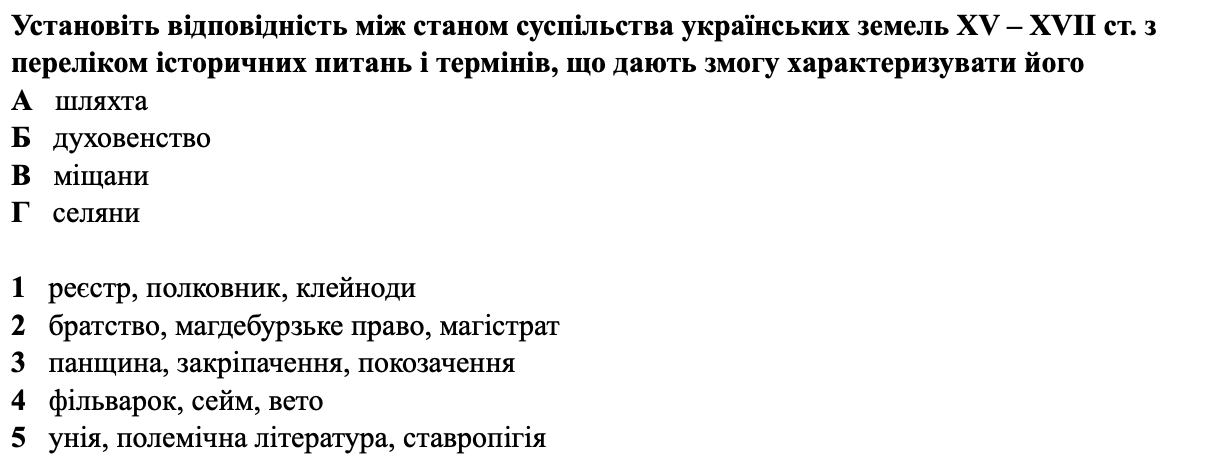 Установіть відповідність між станом суспільства українських земель XV – XVII ст. з
переліком історичних питань і термінів, що дають змогу характеризувати його
А шляхта
Б духовенство
В міщани
Г селяни
1 реєстр, полковник, клейноди
2 братство, магдебурзьке право, магістрат
3 панщина, закріпачення, покозачення
4 фільварок, сейм, вето
5 унія, полемічна література, ставропігія